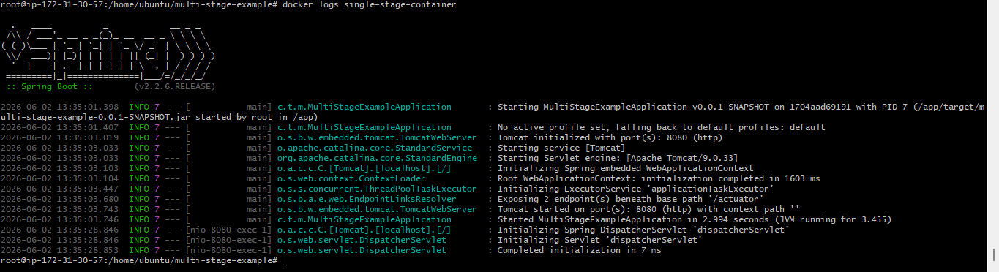 root@ip-172-31-30-57:/home/ubuntu/multi-stage-example# docker logs single-stage-container

  .   ____          _            __ _ _
 /\\ / ___'_ __ _ _(_)_ __  __ _ \ \ \ \
( ( )\___ | '_ | '_| | '_ \/ _` | \ \ \ \
 \\/  ___)| |_)| | | | | || (_| |  ) ) ) )
  '  |____| .__|_| |_|_| |_\__, | / / / /
 =========|_|==============|___/=/_/_/_/
 :: Spring Boot ::        (v2.2.6.RELEASE)

2026-06-02 13:35:01.398  INFO 7 --- [           main] c.t.m.MultiStageExampleApplication       : Starting MultiStageExampleApplication v0.0.1-SNAPSHOT on 1704aad69191 with PID 7 (/app/target/m
ulti-stage-example-0.0.1-SNAPSHOT.jar started by root in /app)
2026-06-02 13:35:01.407  INFO 7 --- [           main] c.t.m.MultiStageExampleApplication       : No active profile set, falling back to default profiles: default
2026-06-02 13:35:03.019  INFO 7 --- [           main] o.s.b.w.embedded.tomcat.TomcatWebServer  : Tomcat initialized with port(s): 8080 (http)
2026-06-02 13:35:03.033  INFO 7 --- [           main] o.apache.catalina.core.StandardService   : Starting service [Tomcat]
2026-06-02 13:35:03.033  INFO 7 --- [           main] org.apache.catalina.core.StandardEngine  : Starting Servlet engine: [Apache Tomcat/9.0.33]
2026-06-02 13:35:03.103  INFO 7 --- [           main] o.a.c.c.C.[Tomcat].[localhost].[/]       : Initializing Spring embedded WebApplicationContext
2026-06-02 13:35:03.104  INFO 7 --- [           main] o.s.web.context.ContextLoader            : Root WebApplicationContext: initialization completed in 1603 ms
2026-06-02 13:35:03.447  INFO 7 --- [           main] o.s.s.concurrent.ThreadPoolTaskExecutor  : Initializing ExecutorService 'applicationTaskExecutor'
2026-06-02 13:35:03.680  INFO 7 --- [           main] o.s.b.a.e.web.EndpointLinksResolver      : Exposing 2 endpoint(s) beneath base path '/actuator'
2026-06-02 13:35:03.743  INFO 7 --- [           main] o.s.b.w.embedded.tomcat.TomcatWebServer  : Tomcat started on port(s): 8080 (http) with context path ''
2026-06-02 13:35:03.746  INFO 7 --- [           main] c.t.m.MultiStageExampleApplication       : Started MultiStageExampleApplication in 2.994 seconds (JVM running for 3.455)
2026-06-02 13:35:28.846  INFO 7 --- [nio-8080-exec-1] o.a.c.c.C.[Tomcat].[localhost].[/]       : Initializing Spring DispatcherServlet 'dispatcherServlet'
2026-06-02 13:35:28.846  INFO 7 --- [nio-8080-exec-1] o.s.web.servlet.DispatcherServlet        : Initializing Servlet 'dispatcherServlet'
2026-06-02 13:35:28.853  INFO 7 --- [nio-8080-exec-1] o.s.web.servlet.DispatcherServlet        : Completed initialization in 7 ms
root@ip-172-31-30-57:/home/ubuntu/multi-stage-example#